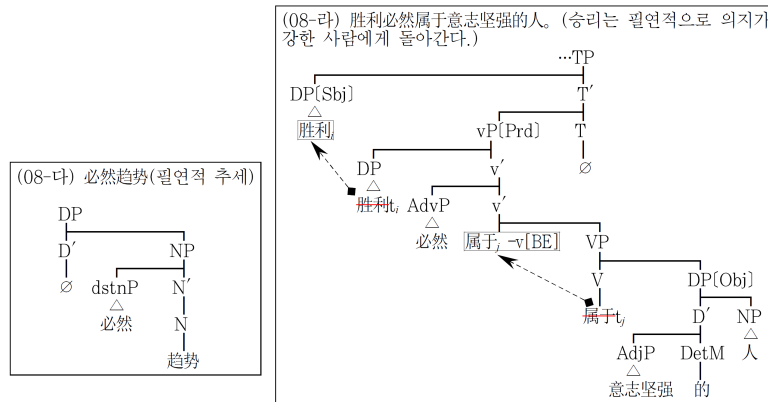 (08-다) 必然趋势(필연적 추세)
DP
D′ NP
∅ dstnP N′
必然 N
趋势
(08-라) 胜利必然属于意志坚强的人。(승리는 필연적으로 의지가
강한 사람에게 돌아간다.)
…TP
DP[Sbj] T′
胜利i vP[Prd] T
DP v′ ∅
胜利ti AdvP v′
必然 属于j -v[BE] VP
V DP[Obj]
属于tj D′ NP
AdjP DetM 人
意志坚强 的